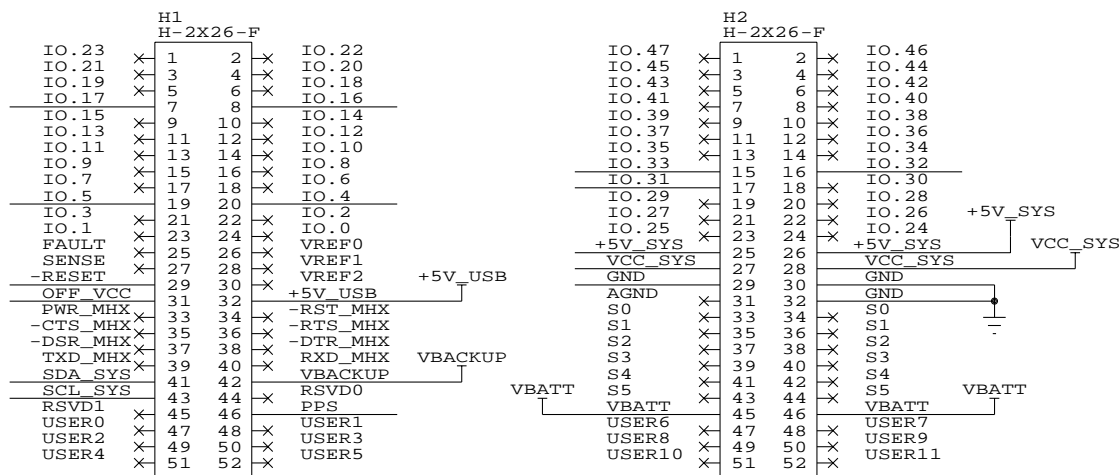 H1
H-2X26-F
IO.23 1 2 IO.22
IO.21 3 4 IO.20
IO.19 5 6 IO.18
IO.17 7 8 IO.16
IO.15 9 10 IO.14
IO.13 11 12 IO.12
IO.11 13 14 IO.10
IO.9 15 16 IO.8
IO.7 17 18 IO.6
IO.5 19 20 IO.4
IO.3 21 22 IO.2
IO.1 23 24 IO.0
FAULT 25 26 VREF0
SENSE 27 28 VREF1
-RESET 29 30 VREF2 +5V_USB
OFF_VCC 31 32 +5V_USB
PWR_MHX 33 34 -RST_MHX
-CTS_MHX 35 36 -RTS_MHX
-DSR_MHX 37 38 -DTR_MHX
TXD_MHX 39 40 RXD_MHX VBACKUP
SDA_SYS 41 42 VBACKUP
SCL_SYS 43 44 RSVD0
RSVD1 45 46 PPS
USER0 47 48 USER1
USER2 49 50 USER3
USER4 51 52 USER5
H2
H-2X26-F
IO.47 1 2 IO.46
IO.45 3 4 IO.44
IO.43 5 6 IO.42
IO.41 7 8 IO.40
IO.39 9 10 IO.38
IO.37 11 12 IO.36
IO.35 13 14 IO.34
IO.33 15 16 IO.32
IO.31 17 18 IO.30
IO.29 19 20 IO.28
IO.27 21 22 IO.26 +5V_SYS
IO.25 23 24 IO.24
+5V_SYS 25 26 +5V_SYS VCC_SYS
VCC_SYS 27 28 VCC_SYS
GND 29 30 GND
AGND 31 32 GND
S0 33 34 S0
S1 35 36 S1
S2 37 38 S2
S3 39 40 S3
S4 41 42 S4
VBATT S5 43 44 S5 VBATT
VBATT 45 46 VBATT
USER6 47 48 USER7
USER8 49 50 USER9
USER10 51 52 USER11